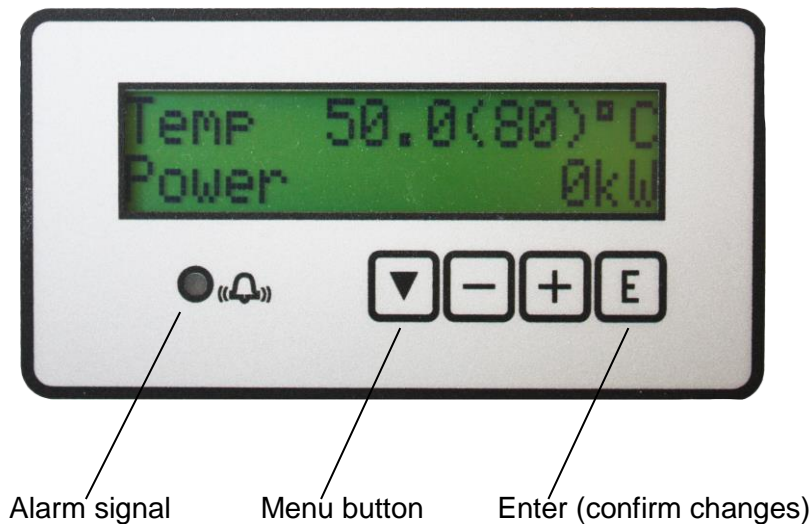 Temp 50.0(80)°C
Power 0kW
▼ − + E
Alarm signal Menu button Enter (confirm changes)